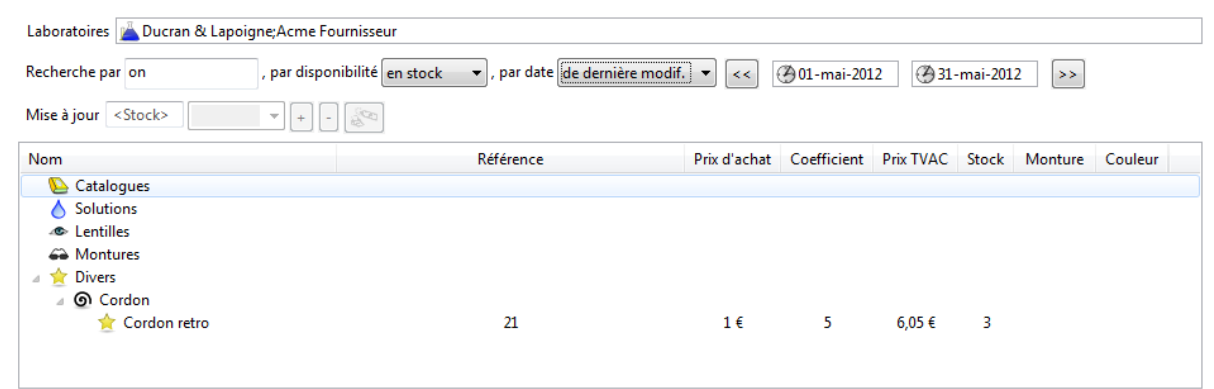 Laboratoires Ducran & Lapoigne;Acme Fournisseur
Recherche par on , par disponibilité en stock , par date de dernière modif. << 01-mai-2012 31-mai-2012 >>
Mise à jour <Stock> + -
Nom Référence Prix d'achat Coefficient Prix TVAC Stock Monture Couleur
Catalogues
Solutions
Lentilles
Montures
Divers
Cordon
Cordon retro 21 1 € 5 6,05 € 3